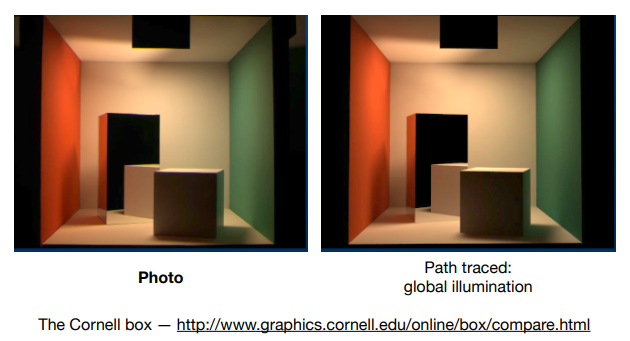 Photo
Path traced:
global illumination
The Cornell box — http://www.graphics.cornell.edu/online/box/compare.html